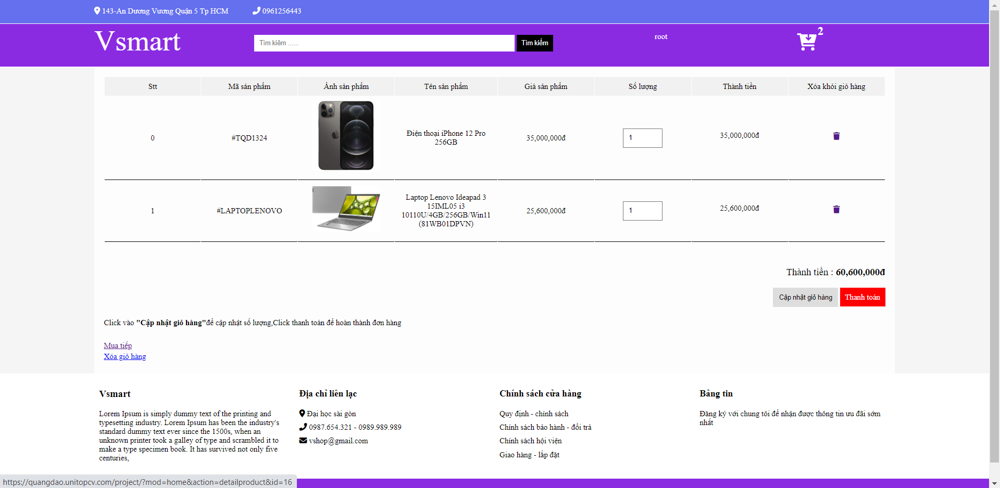 143-An Dương Vương Quận 5 Tp HCM 0961256443
Vsmart
Tìm kiếm ......
Tìm kiếm
root
2
Stt Mã sản phẩm Ảnh sản phẩm Tên sản phẩm Giá sản phẩm Số lượng Thành tiền Xóa khỏi giỏ hàng
0 #TQD1324
Điện thoại iPhone 12 Pro
256GB
35,000,000đ 1 35,000,000đ
1 #LAPTOPLENOVO
Laptop Lenovo Ideapad 3
15IML05 i3
10110U/4GB/256GB/Win11
(81WB01DPVN)
25,600,000đ 1 25,600,000đ
Thành tiền : 60,600,000đ
Cập nhật giỏ hàng Thanh toán
Click vào "Cập nhật giỏ hàng"để cập nhật số lượng,Click thanh toán để hoàn thành đơn hàng
Mua tiếp
Xóa giỏ hàng
Vsmart
Lorem Ipsum is simply dummy text of the printing and
typesetting industry. Lorem Ipsum has been the industry's
standard dummy text ever since the 1500s, when an
unknown printer took a galley of type and scrambled it to
make a type specimen book. It has survived not only five
centuries,
Địa chỉ liên lạc
Đại học sài gòn
0987.654.321 - 0989.989.989
vshop@gmail.com
Chính sách cửa hàng
Quy định - chính sách
Chính sách bảo hành - đổi trả
Chính sách hội viện
Giao hàng - lắp đặt
Bảng tin
Đăng ký với chung tôi để nhận được thông tin ưu đãi sớm
nhất
https://quangdao.unitopcv.com/project/?mod=home&action=detailproduct&id=16